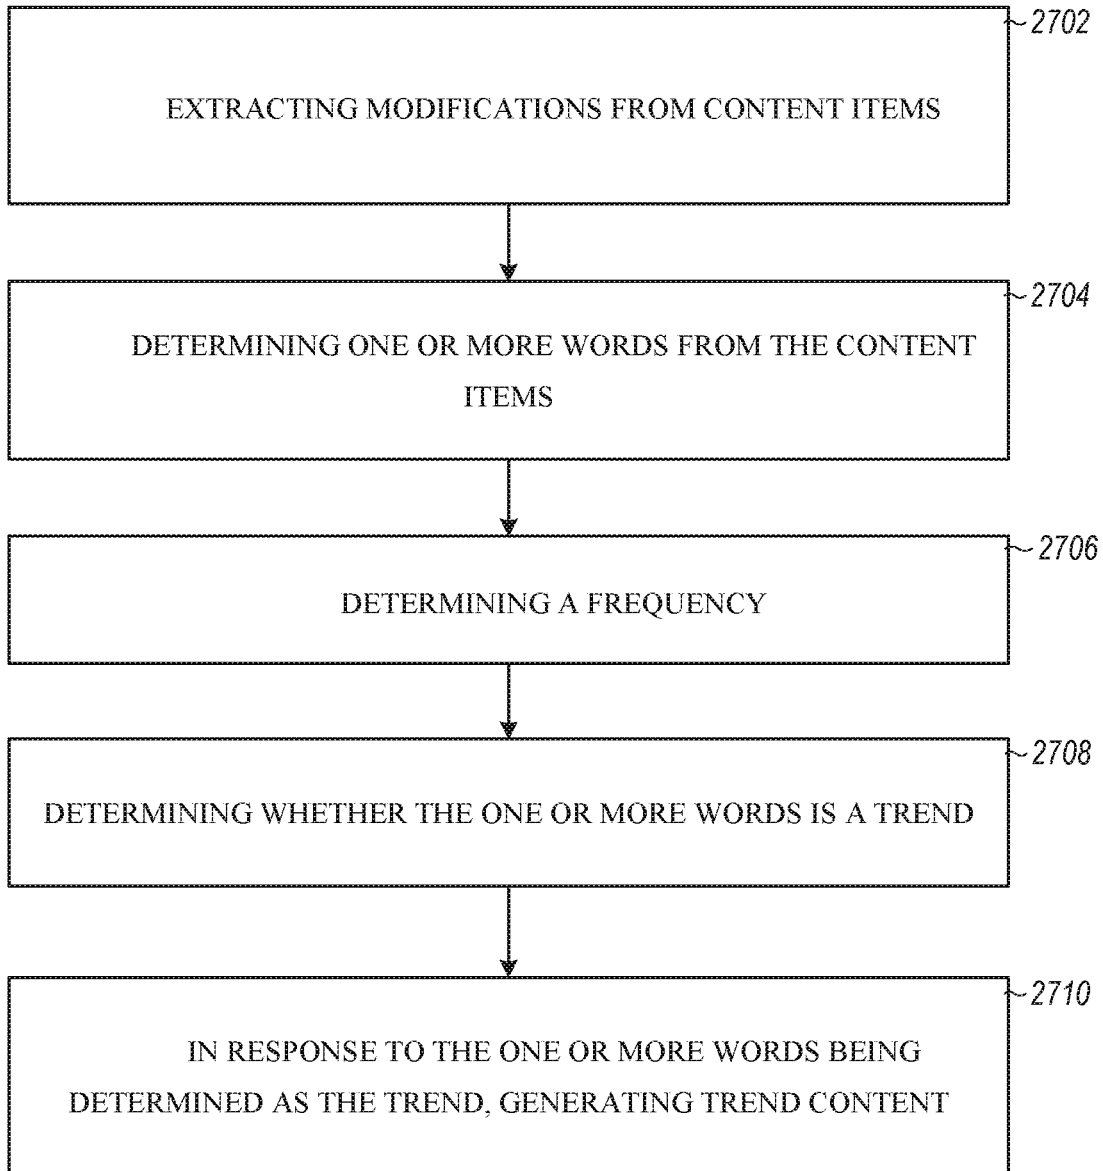 2702
EXTRACTING MODIFICATIONS FROM CONTENT ITEMS
2704
DETERMINING ONE OR MORE WORDS FROM THE CONTENT
ITEMS
2706
DETERMINING A FREQUENCY
2708
DETERMINING WHETHER THE ONE OR MORE WORDS IS A TREND
2710
IN RESPONSE TO THE ONE OR MORE WORDS BEING
DETERMINED AS THE TREND, GENERATING TREND CONTENT